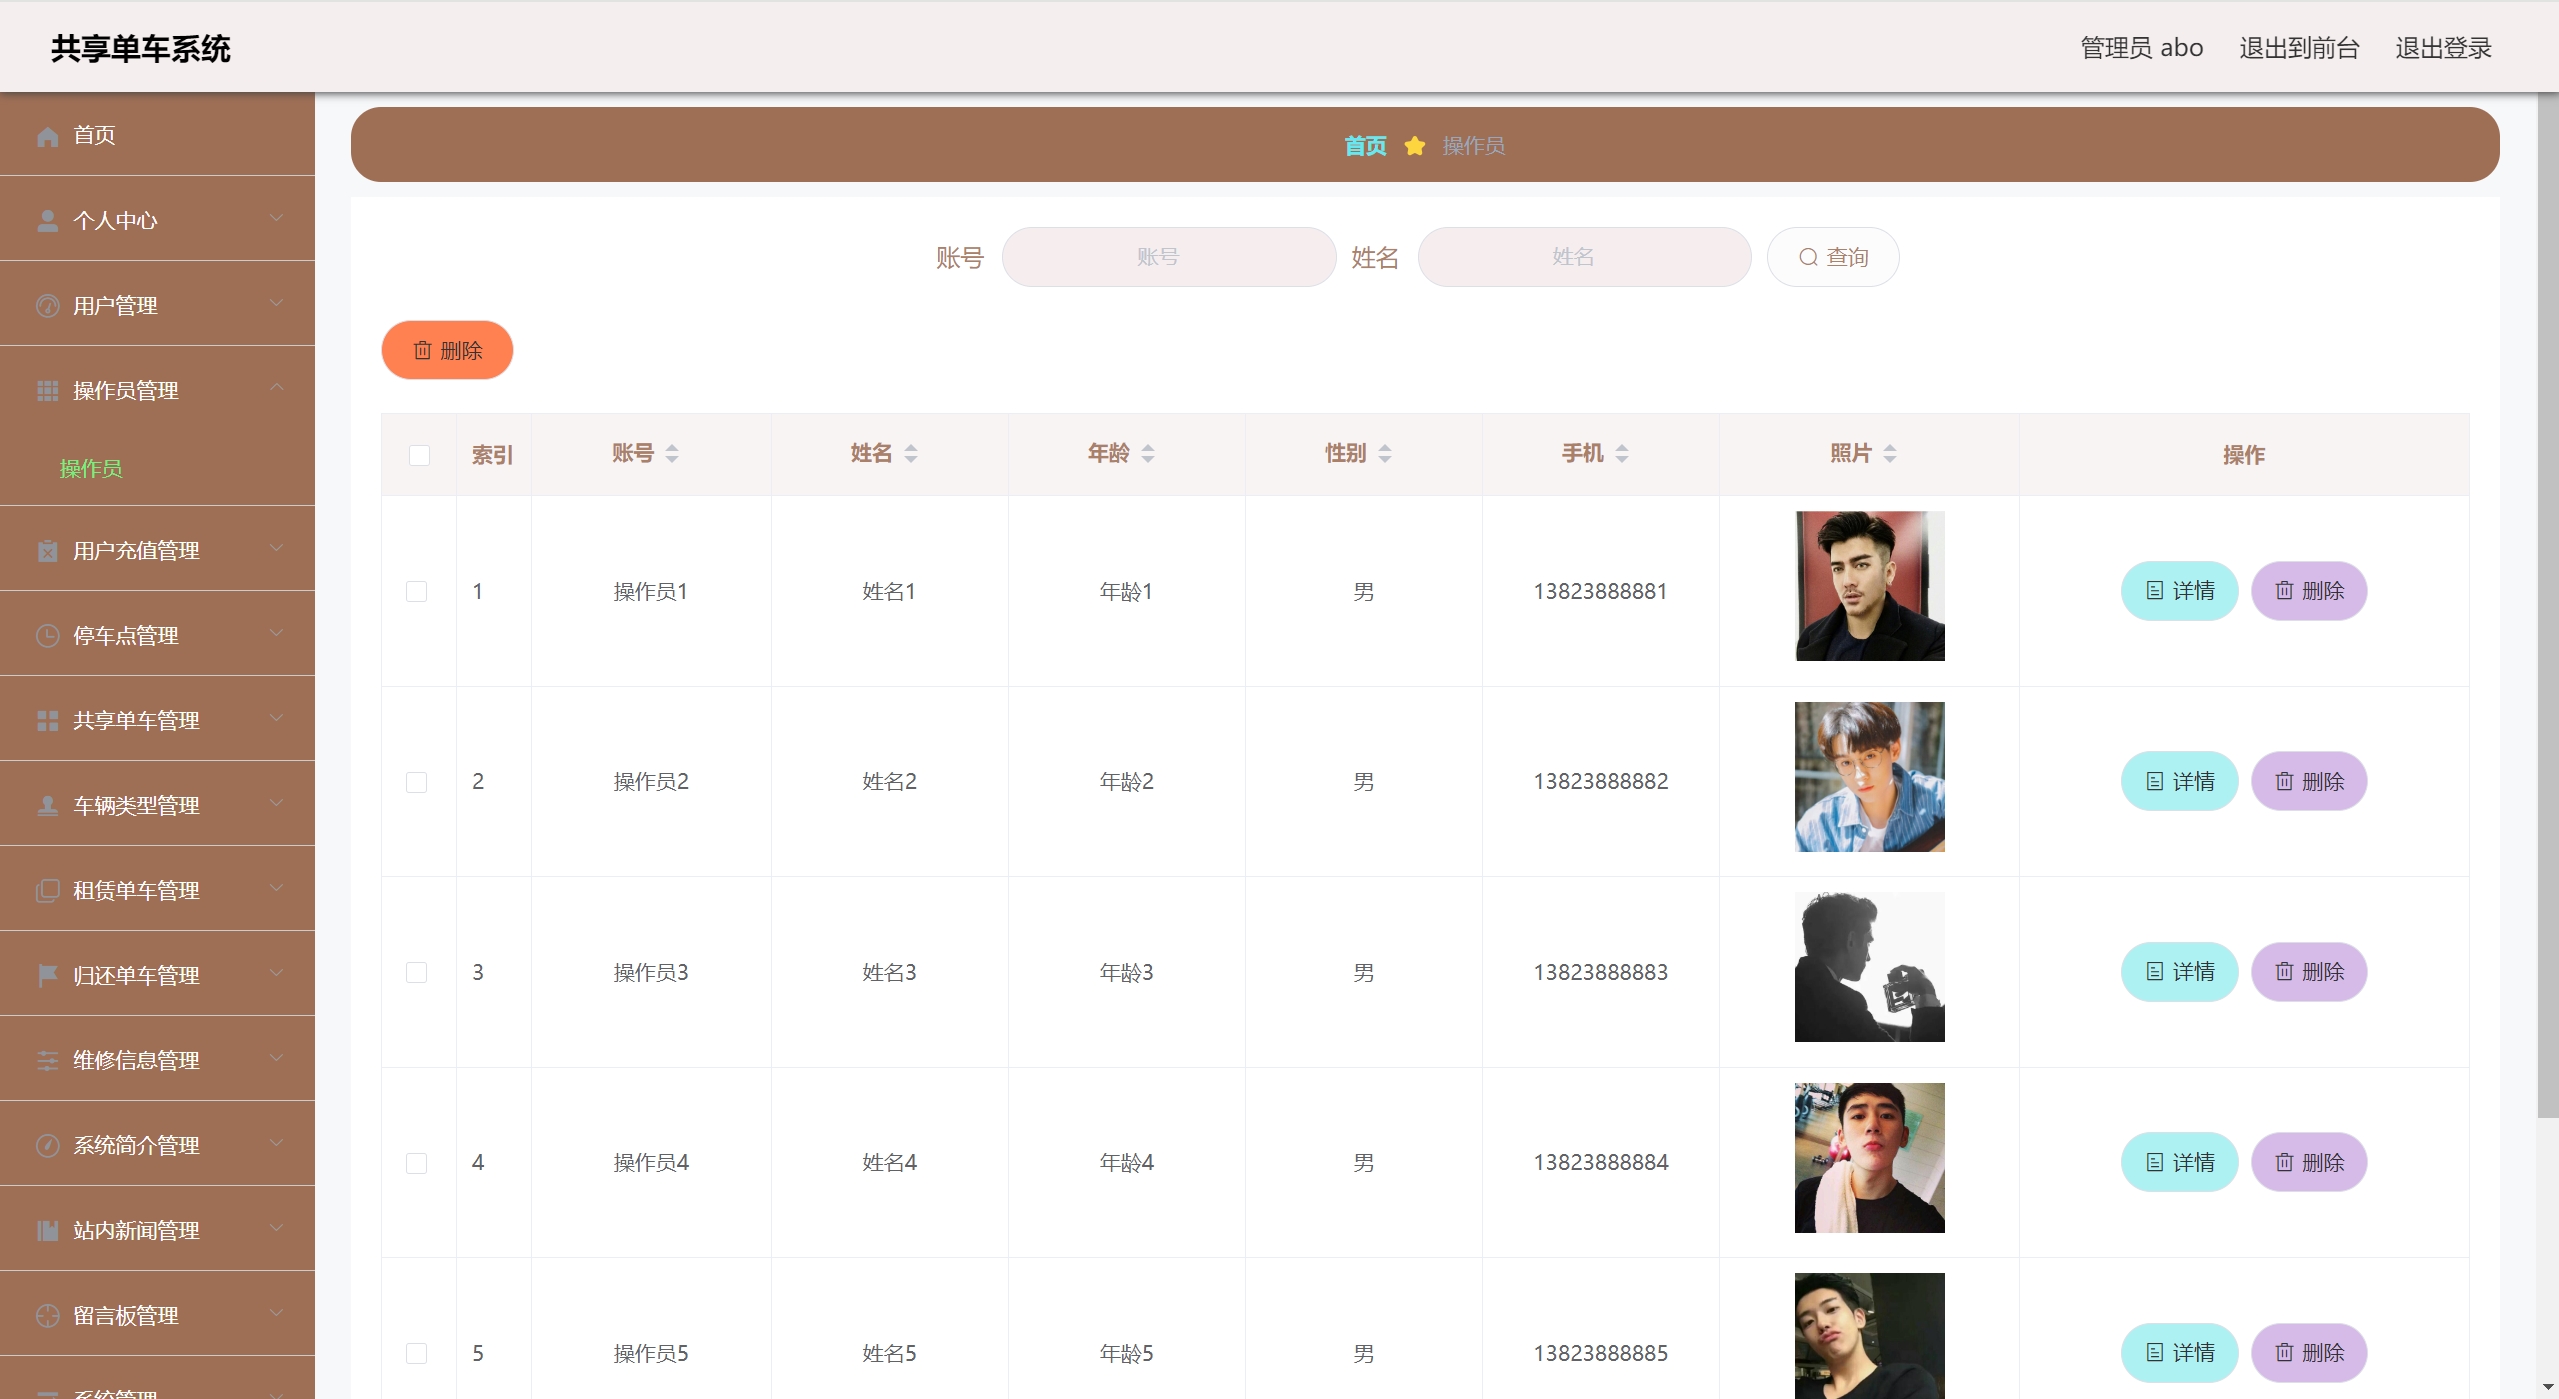 共享单车系统
管理员 abo 退出到前台 退出登录
首页
个人中心
用户管理
操作员管理
操作员
用户充值管理
停车点管理
共享单车管理
车辆类型管理
租赁单车管理
归还单车管理
维修信息管理
系统简介管理
站内新闻管理
留言板管理
系统管理
首页 操作员
账号 账号 姓名 姓名 查询
删除
索引 账号 姓名 年龄 性别 手机 照片 操作
1 操作员1 姓名1 年龄1 男 13823888881 详情 删除
2 操作员2 姓名2 年龄2 男 13823888882 详情 删除
3 操作员3 姓名3 年龄3 男 13823888883 详情 删除
4 操作员4 姓名4 年龄4 男 13823888884 详情 删除
5 操作员5 姓名5 年龄5 男 13823888885 详情 删除